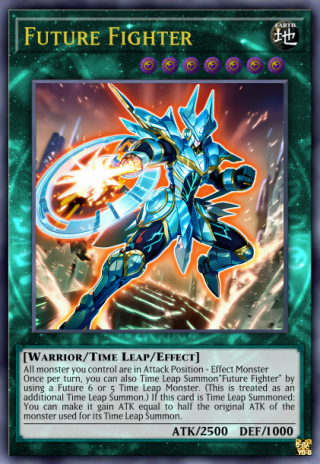 Future Fighter
EARTH
地
[Warrior/Time Leap/Effect]
All monster you control are in Attack Position - Effect Monster
Once per turn, you can also Time Leap Summon"Future Fighter" by
using a Future 6 or 5 Time Leap Monster. (This is treated as an
additional Time Leap Summon.) If this card is Time Leap Summoned:
You can make it gain ATK equal to half the original ATK of the
monster used for its Time Leap Summon.
ATK/2500 DEF/1000